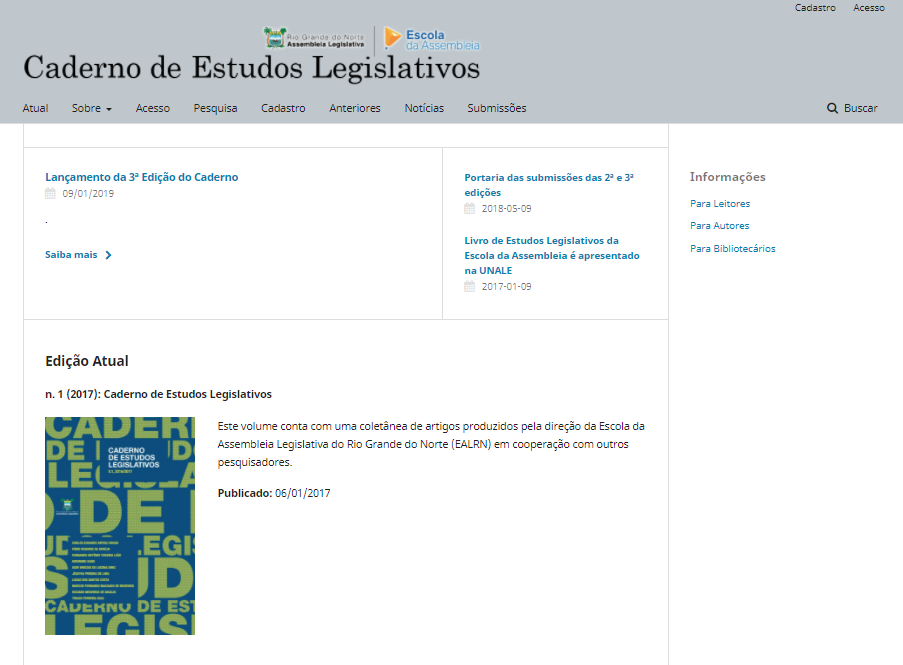 Cadastro Acesso
Rio Grande do Norte
Assembleia Legislativa
Escola
da Assembleia
Caderno de Estudos Legislativos
Atual Sobre Acesso Pesquisa Cadastro Anteriores Notícias Submissões Buscar
Lançamento da 3ª Edição do Caderno
09/01/2019
.
Saiba mais
Portaria das submissões das 2ª e 3ª
edições
2018-05-09
Livro de Estudos Legislativos da
Escola da Assembleia é apresentado
na UNALE
2017-01-09
Informações
Para Leitores
Para Autores
Para Bibliotecários
Edição Atual
n. 1 (2017): Caderno de Estudos Legislativos
CADERNO
DE ESTUDOS
LEGISLATIVOS
Este volume conta com uma coletânea de artigos produzidos pela direção da Escola da
Assembleia Legislativa do Rio Grande do Norte (EALRN) em cooperação com outros
pesquisadores.
Publicado: 06/01/2017